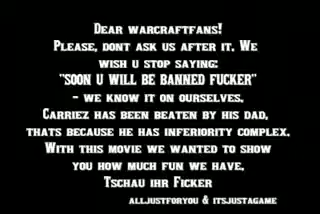 Dear warcraftfans!
Please, dont ask us after it. We
wish u stop saying:
"SOON U WILL BE BANNED FUCKER"
- we know it on ourselves.
Carriez has been beaten by his dad,
thats because he has inferiority complex.
With this movie we wanted to show
you how much fun we have.
Tschau ihr Ficker
alljustforyou & itsjustagame